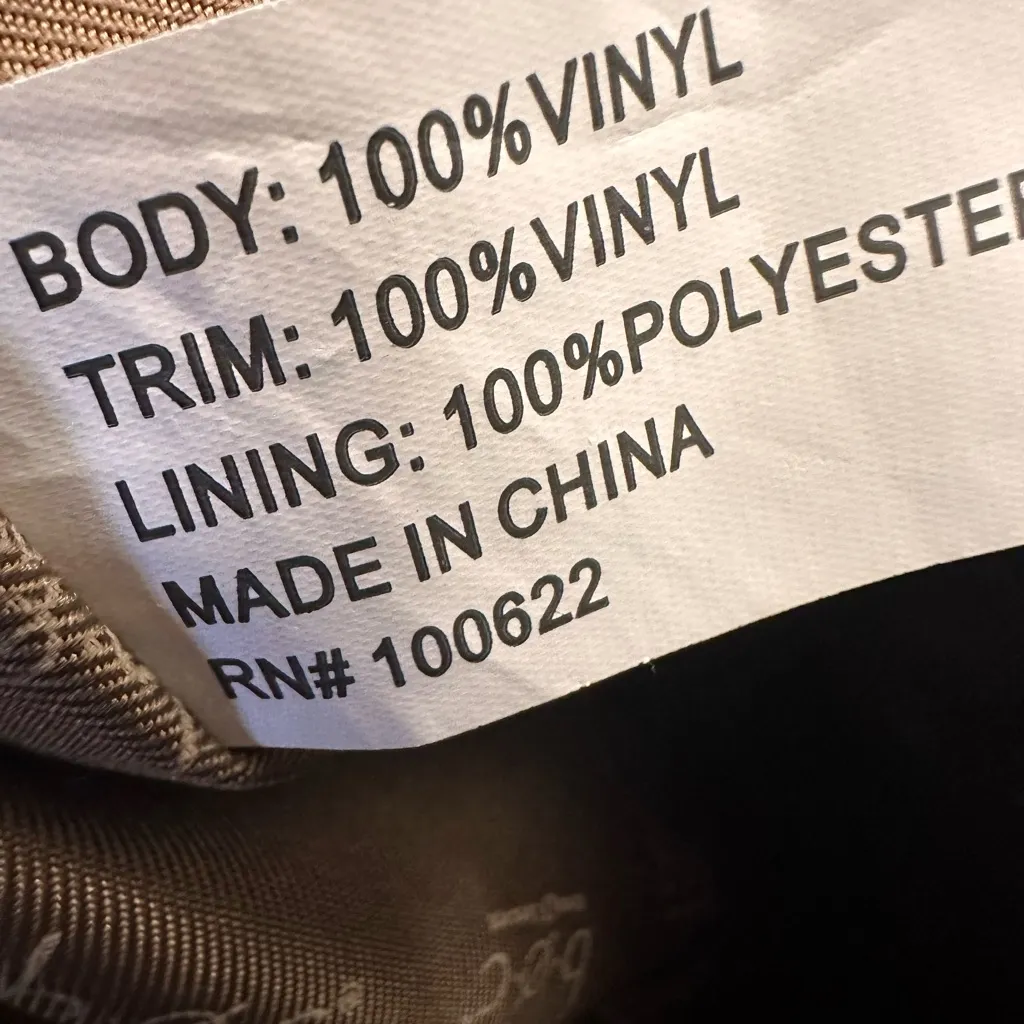 BODY: 100%VINYL
TRIM: 100%VINYL
LINING: 100%POLYESTER
MADE IN CHINA
RN# 100622